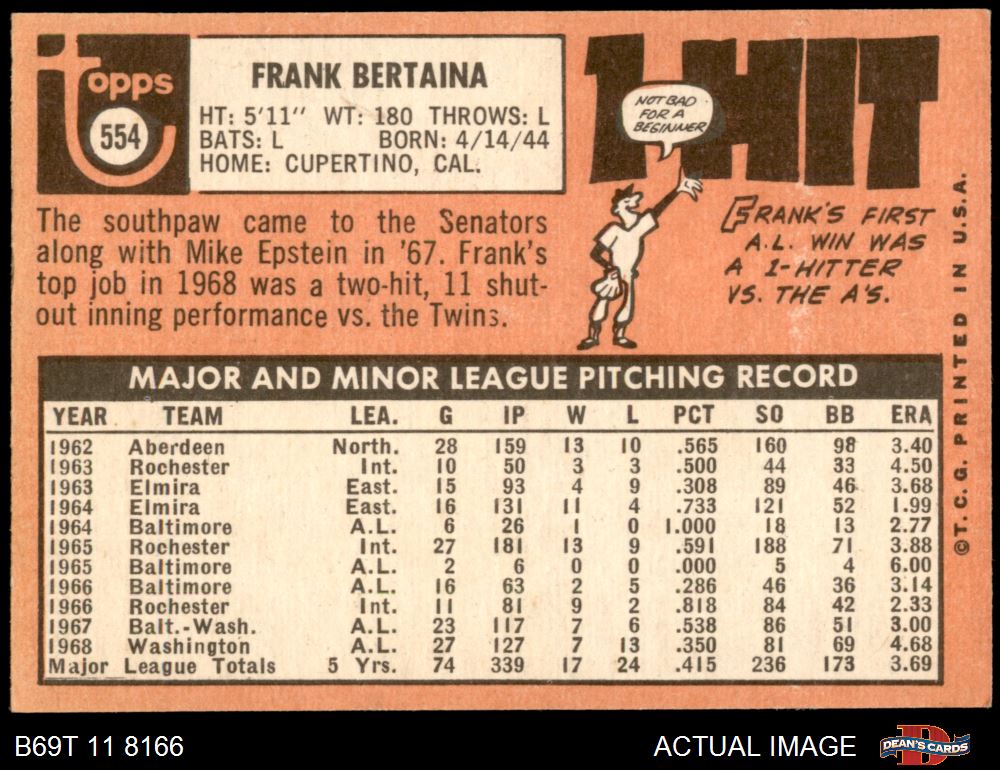 Topps
554
FRANK BERTAINA
HT: 5'11" WT: 180 THROWS: L
BATS: L BORN: 4/14/44
HOME: CUPERTINO, CAL.
The southpaw came to the Senators
along with Mike Epstein in '67. Frank's
top job in 1968 was a two-hit, 11 shut-
out inning performance vs. the Twins.
1-HIT
NOT BAD
FOR A
BEGINNER
FRANK'S FIRST
A.L. WIN WAS
A 1-HITTER
VS. THE A'S.
MAJOR AND MINOR LEAGUE PITCHING RECORD
YEAR TEAM LEA. G IP W L PCT SO BB ERA
1962 Aberdeen North. 28 159 13 10 .565 160 98 3.40
1963 Rochester Int. 10 50 3 3 .500 44 33 4.50
1963 Elmira East. 15 93 4 9 .308 89 46 3.68
1964 Elmira East. 16 131 11 4 .733 121 52 1.99
1964 Baltimore A.L. 6 26 1 0 1.000 18 13 2.77
1965 Rochester Int. 27 181 13 9 .591 188 71 3.88
1965 Baltimore A.L. 2 6 0 0 .000 5 4 6.00
1966 Baltimore A.L. 16 63 2 5 .286 46 36 3.14
1966 Rochester Int. 11 81 9 2 .818 84 42 2.33
1967 Balt.-Wash. A.L. 23 117 7 6 .538 86 51 3.00
1968 Washington A.L. 27 127 7 13 .350 81 69 4.68
Major League Totals 5 Yrs. 74 339 17 24 .415 236 173 3.69
©T.C.G. PRINTED IN U.S.A.
B69T 11 8166
ACTUAL IMAGE
DEAN'S CARDS